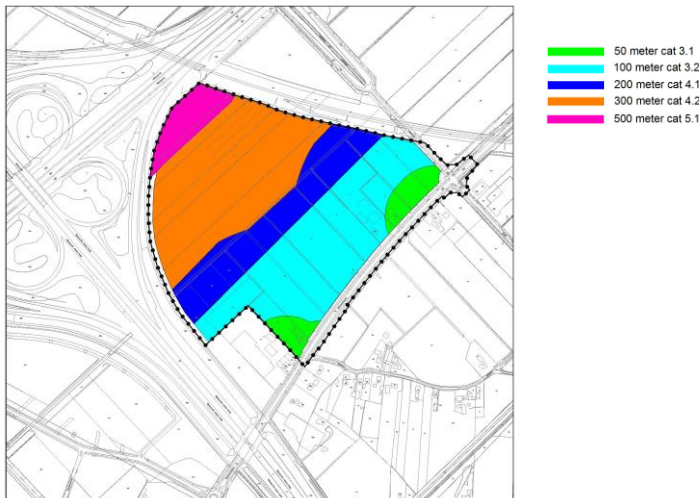 50 meter cat 3.1
100 meter cat 3.2
200 meter cat 4.1
300 meter cat 4.2
500 meter cat 5.1